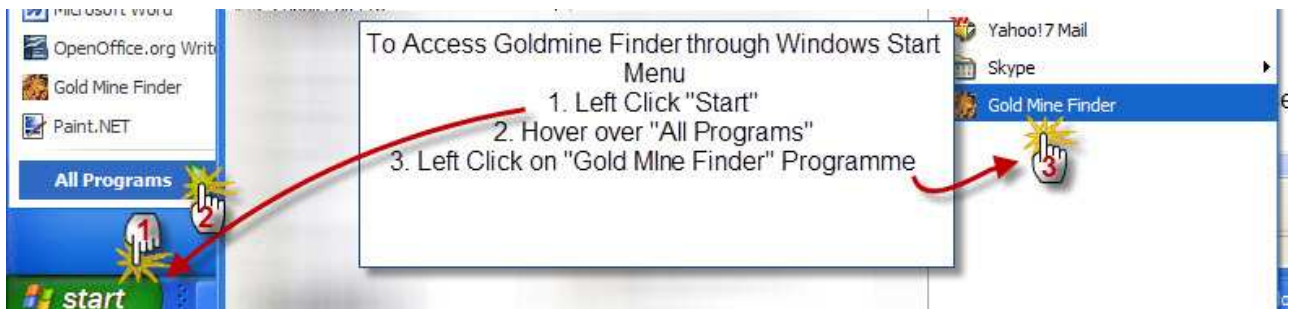 Microsoft Word
OpenOffice.org Write
Gold Mine Finder
Paint.NET
All Programs
1
2
start
To Access Goldmine Finder through Windows Start
Menu
1. Left Click "Start"
2. Hover over "All Programs"
3. Left Click on "Gold MIne Finder" Programme
Yahoo!7 Mail
Skype
Gold Mine Finder
3